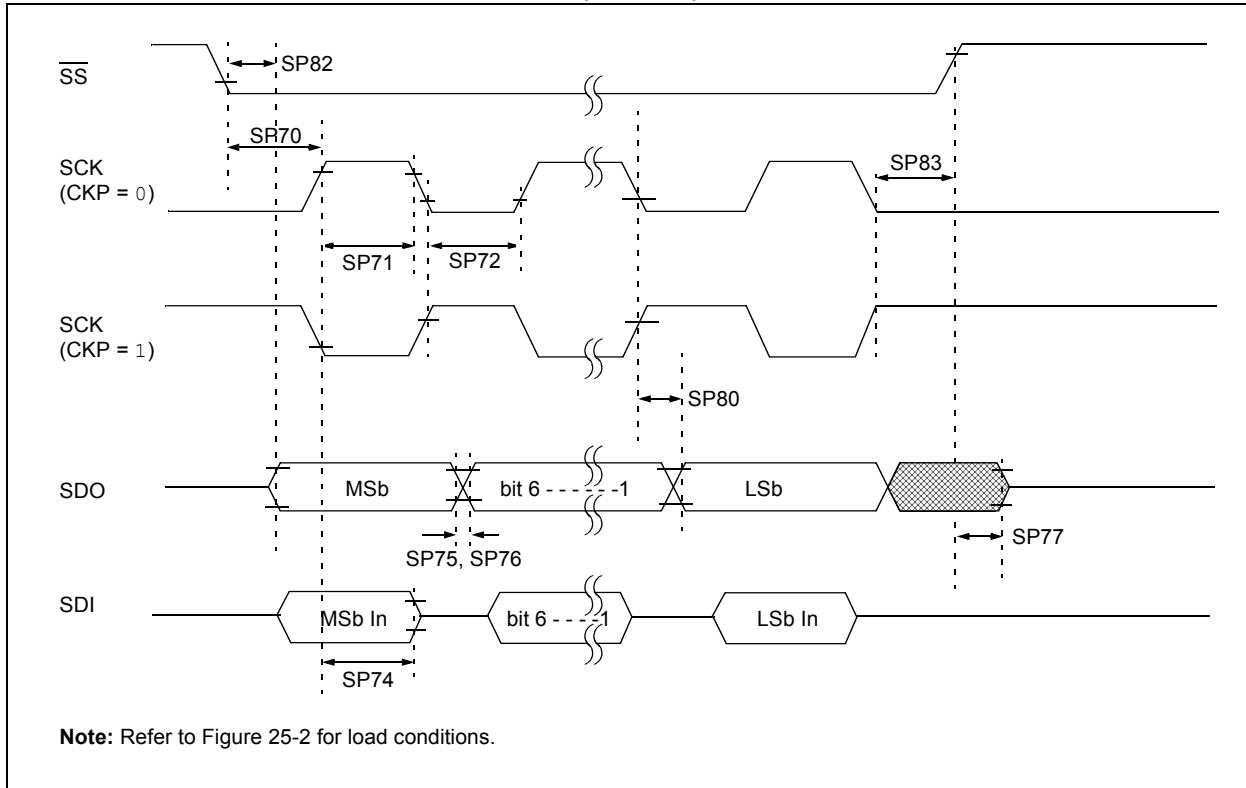 SS
SP82
SP70
SCK
(CKP = 0)
SP83
SP71
SP72
SCK
(CKP = 1)
SP80
SDO
MSb
bit 6 - - - - - -1
LSb
SP75, SP76
SP77
SDI
MSb In
bit 6 - - - -1
LSb In
SP74
Note: Refer to Figure 25-2 for load conditions.